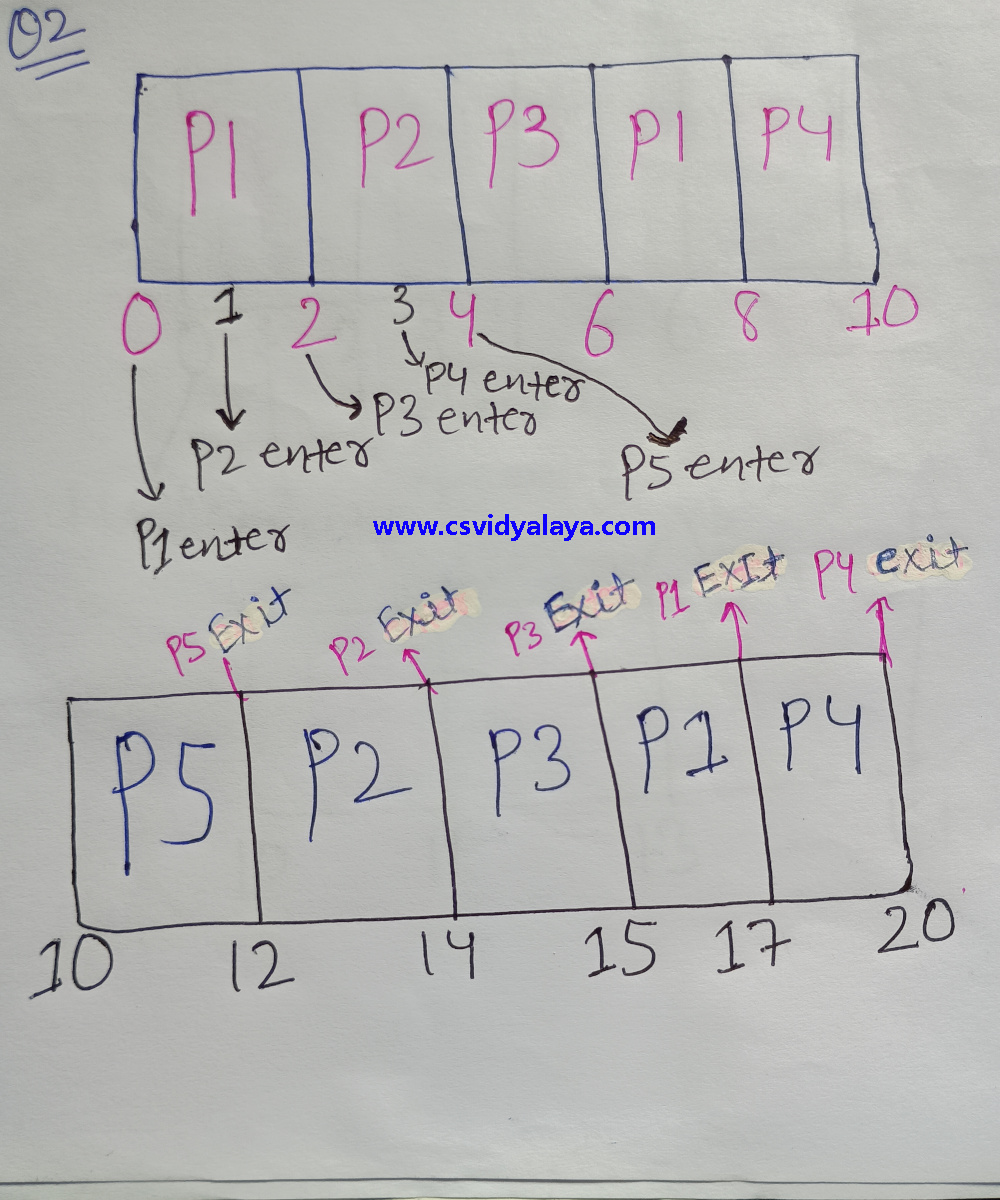 Q2
P1 P2 P3 P1 P4
0 1 2 3 4 6 8 10
P4 enter
P3 enter
P2 enter
P5 enter
www.csvidyalaya.com
P1 enter
P5 Exit P2 Exit P3 Exit P1 ExIt P4 exit
P5 P2 P3 P1 P4
10 12 14 15 17 20